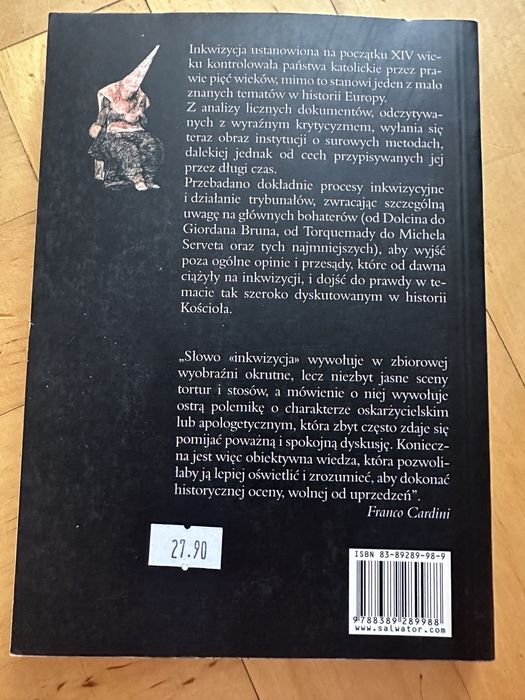 Inkwizycja ustanowiona na początku XIV wie-
ku kontrolowała państwa katolickie przez pra-
wie pięć wieków, mimo to stanowi jeden z mało
znanych tematów w historii Europy.
Z analizy licznych dokumentów, odczytywa-
nych z wyraźnym krytycyzmem, wyłania się
teraz obraz instytucji o surowych metodach,
dalekiej jednak od cech przypisywanych jej
przez długi czas.
Przebadano dokładnie procesy inkwizycyjne
i działanie trybunałów, zwracając szczególną
uwagę na głównych bohaterów (od Dolcina do
Giordana Bruna, od Torquemady do Michela
Serveta oraz tych najmniejszych), aby wyjść
poza ogólne opinie i przesądy, które od dawna
ciążyły na inkwizycji, i dojść do prawdy w te-
macie tak szeroko dyskutowanym w historii
Kościoła.
„Słowo «inkwizycja» wywołuje w zbiorowej
wyobraźni okrutne, lecz niezbyt jasne sceny
tortur i stosów, a mówienie o niej wywołuje
ostrą polemikę o charakterze oskarżycielskim
lub apologetycznym, która zbyt często zdaje się
pomijać poważną i spokojną dyskusję. Koniecz-
na jest więc obiektywna wiedza, która pozwoli-
łaby ją lepiej oświetlić i zrozumieć, aby dokonać
historycznej oceny, wolnej od uprzedzeń”.
Franco Cardini
27.90
ISBN 83-89289-98-9
9 788389 289988
www.salwator.com